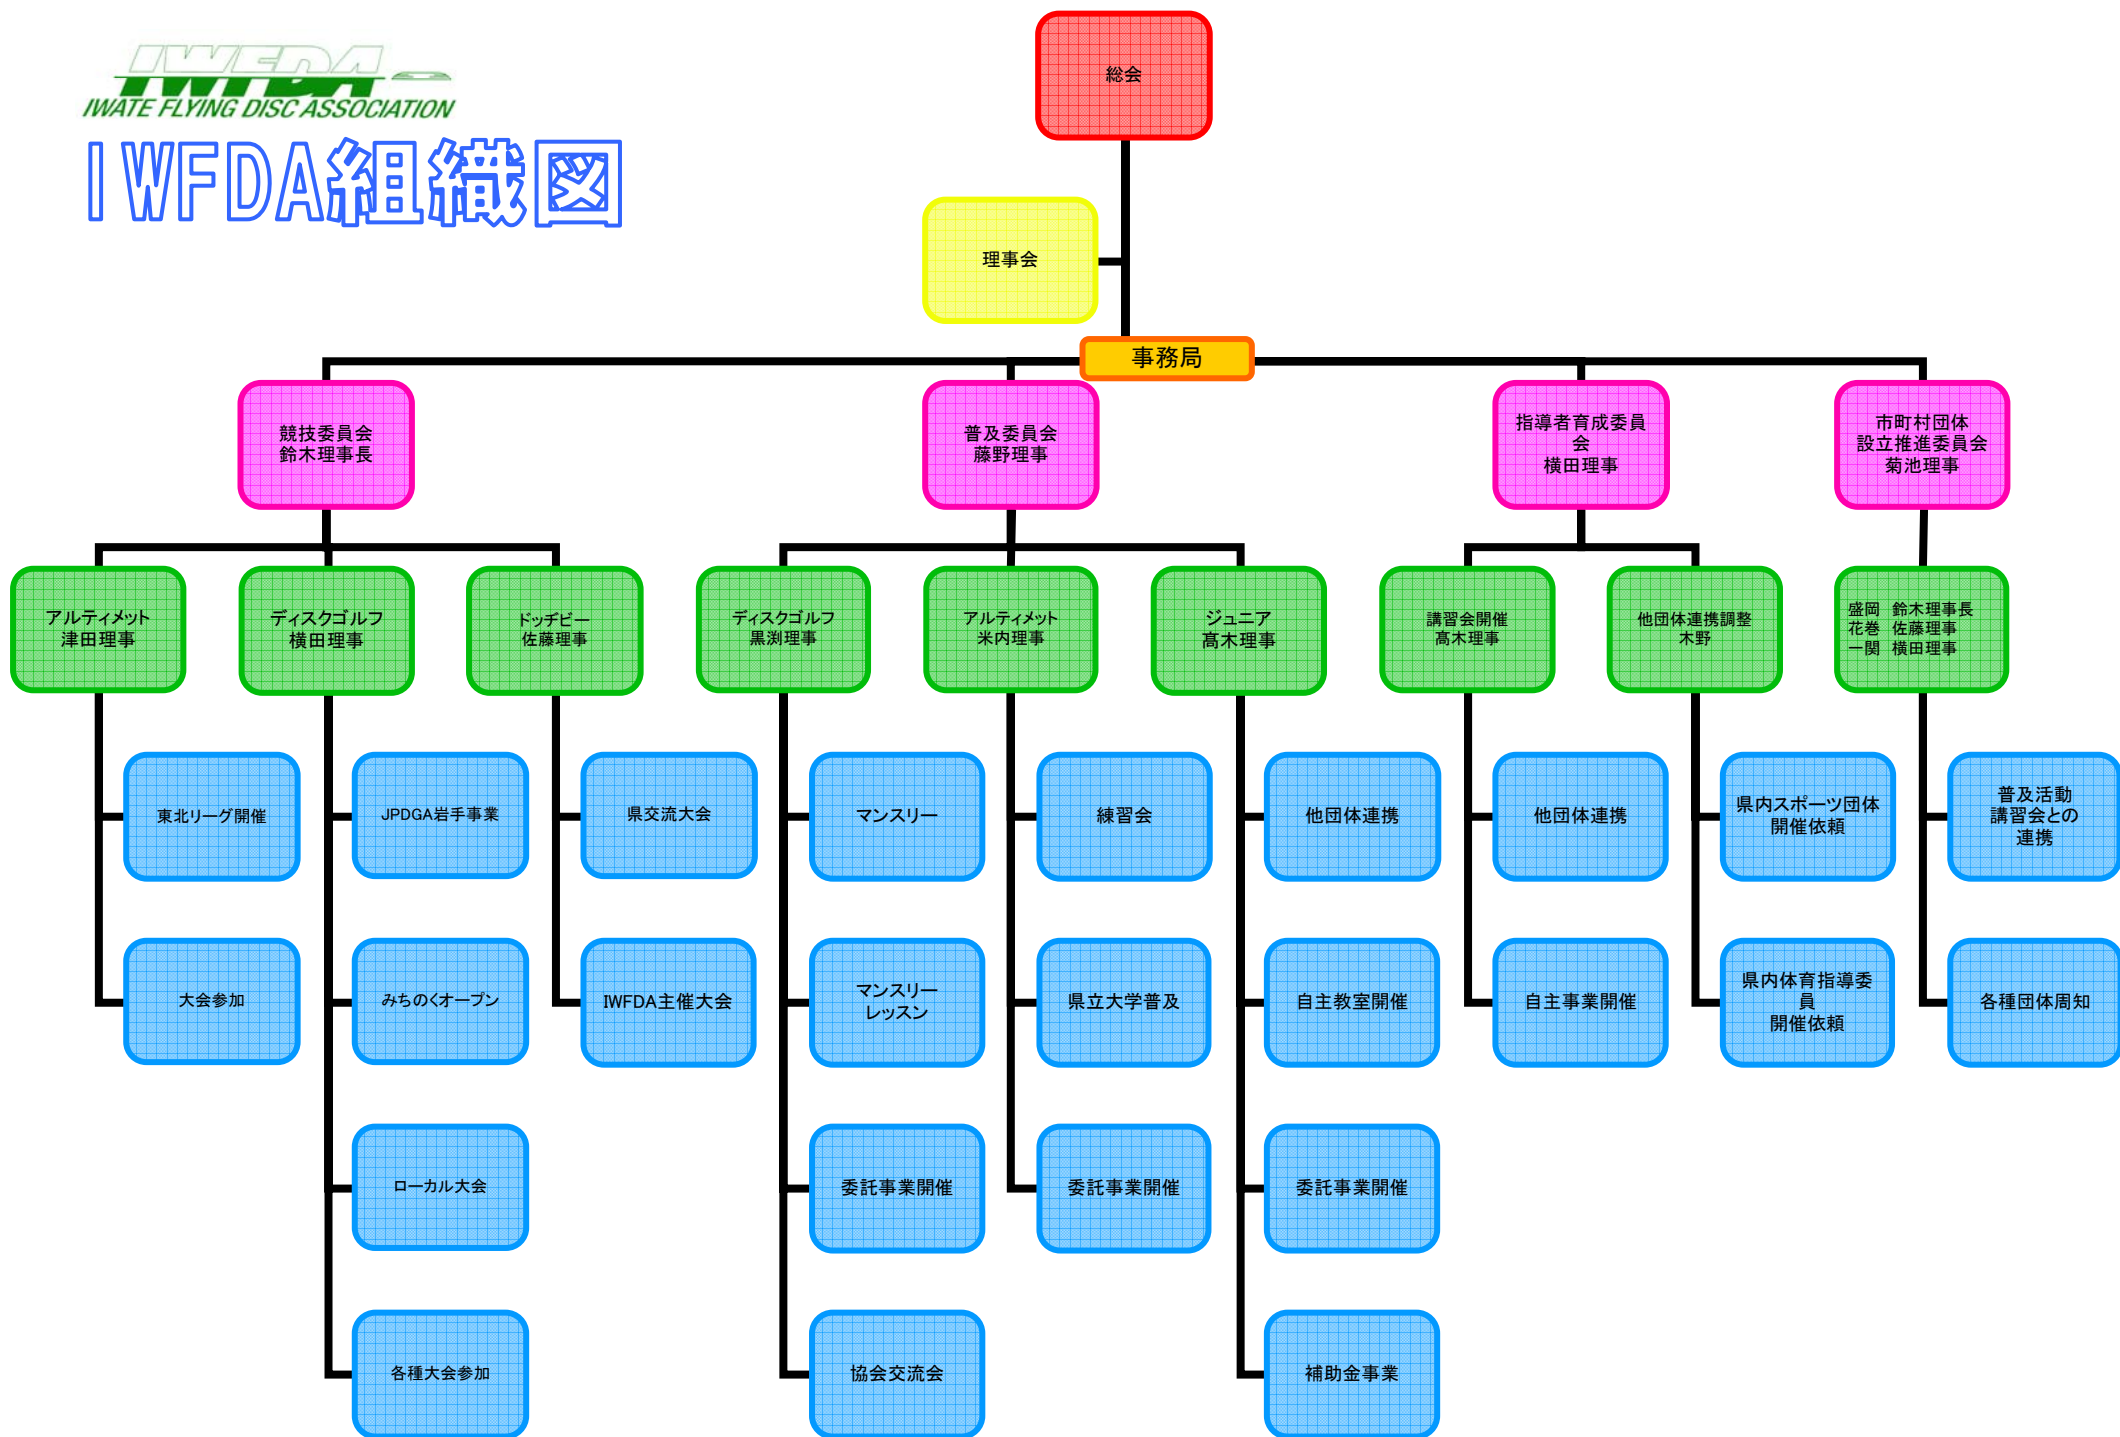 IWFDA
IWATE FLYING DISC ASSOCIATION
IWFDA組織図
総会
理事会
事務局
競技委員会
鈴木理事長
普及委員会
藤野理事
指導者育成委員
会
横田理事
市町村団体
設立推進委員会
菊池理事
アルティメット
津田理事
ディスクゴルフ
横田理事
ドッヂビー
佐藤理事
ディスクゴルフ
黒渕理事
アルティメット
米内理事
ジュニア
髙木理事
講習会開催
髙木理事
他団体連携調整
木野
盛岡 鈴木理事長
花巻 佐藤理事
一関 横田理事
東北リーグ開催
JPDGA岩手事業
県交流大会
マンスリー
練習会
他団体連携
他団体連携
県内スポーツ団体
開催依頼
普及活動
講習会との
連携
大会参加
みちのくオープン
IWFDA主催大会
マンスリー
レッスン
県立大学普及
自主教室開催
自主事業開催
県内体育指導委
員
開催依頼
各種団体周知
ローカル大会
委託事業開催
委託事業開催
委託事業開催
各種大会参加
協会交流会
補助金事業